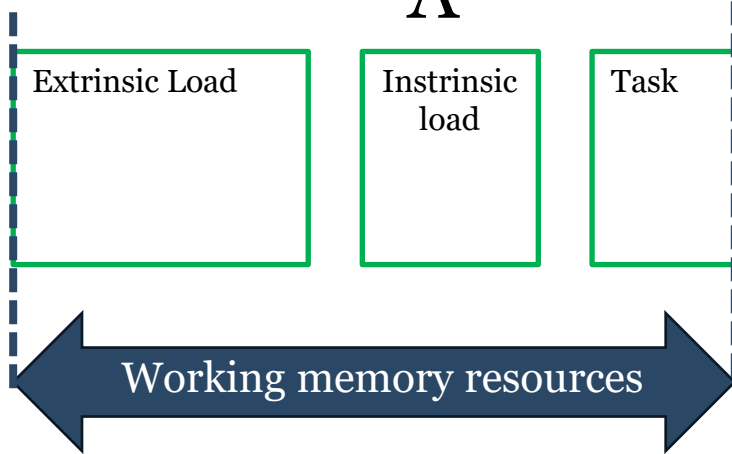 Extrinsic Load
Instrinsic
load
Task
Working memory resources